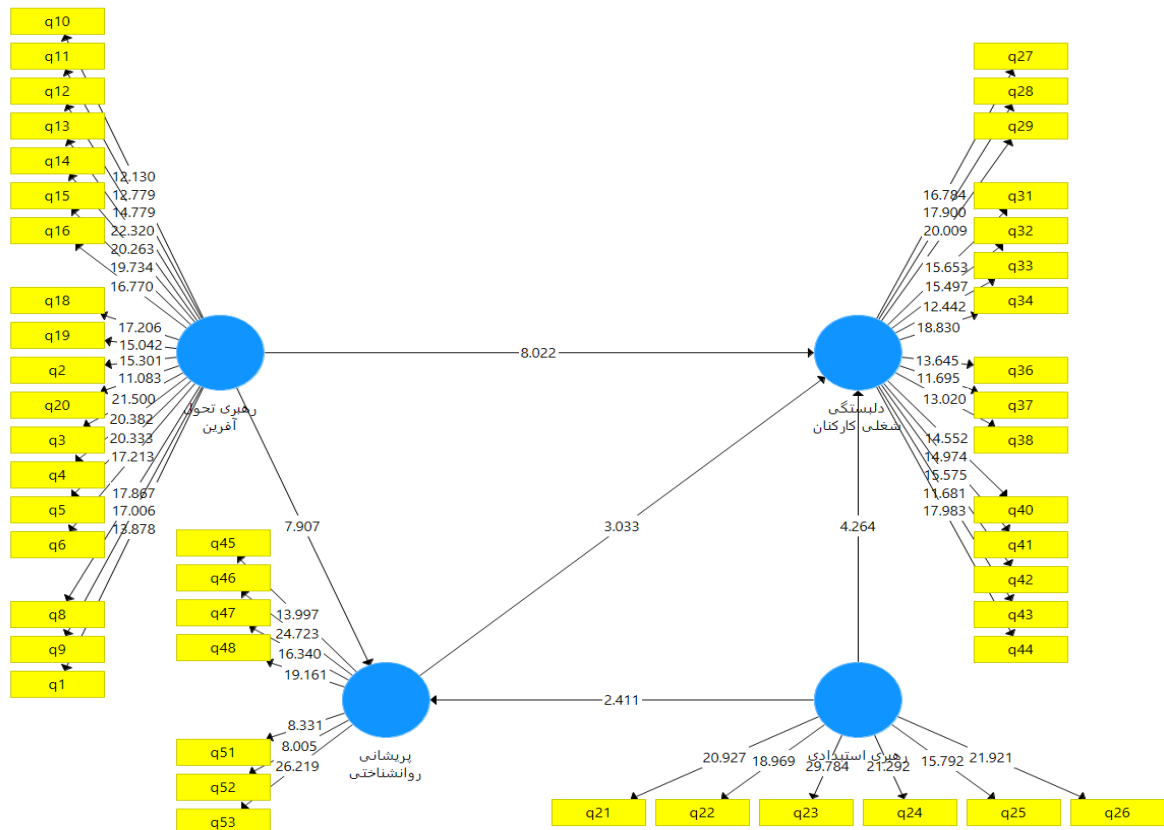 q10
q11
q12
q13
q14
q15
q16
q18
q19
q2
q20
q3
q4
q5
q6
q8
q9
q1
12.130
12.779
14.779
22.320
20.263
19.734
16.770
17.206
15.042
15.301
11.083
21.500
20.382
20.333
17.213
17.867
17.006
13.878
رهبری تحول
آفرین
8.022
7.907
3.033
4.264
2.411
q27
q28
q29
q31
q32
q33
q34
q36
q37
q38
q40
q41
q42
q43
q44
16.784
17.900
20.009
15.653
15.497
12.442
18.830
13.645
11.695
13.020
14.552
14.974
15.575
11.681
17.983
دلبستگی
شغلی کارکنان
q45
q46
q47
q48
q51
q52
q53
13.997
24.723
16.340
19.161
8.331
8.005
26.219
پریشانی
روانشناختی
رهبری استبدادی
20.927
18.969
29.784
21.292
15.792
21.921
q21
q22
q23
q24
q25
q26